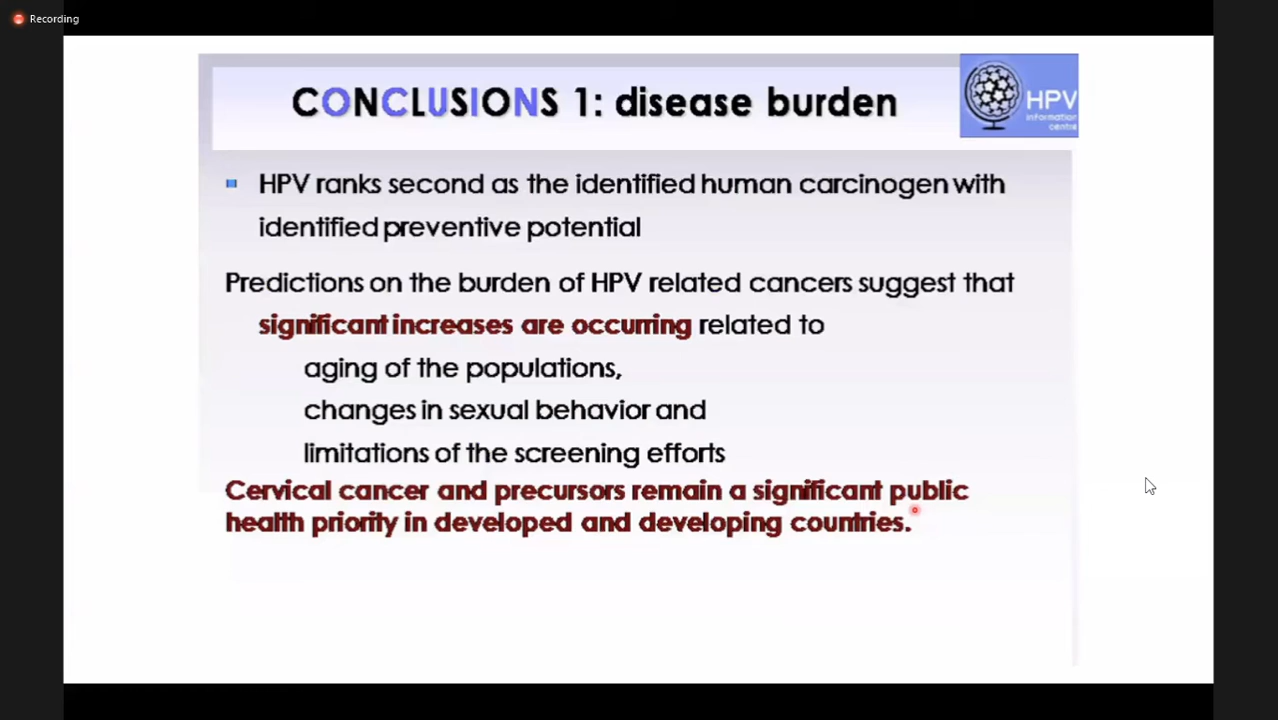 Recording
CONCLUSIONS 1: disease burden
HPV
information
centre
HPV ranks second as the identified human carcinogen with
identified preventive potential
Predictions on the burden of HPV related cancers suggest that
significant increases are occurring related to
aging of the populations,
changes in sexual behavior and
limitations of the screening efforts
Cervical cancer and precursors remain a significant public
health priority in developed and developing countries.